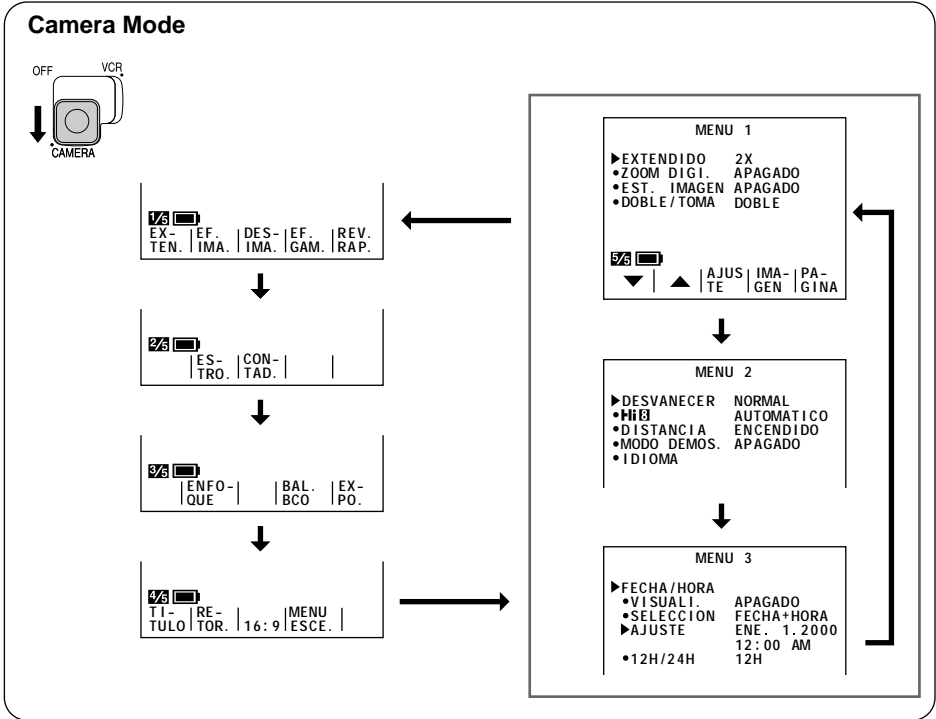 Camera Mode
OFF VCR
CAMERA
1/5
EX- | EF. | DES- | EF. | REV.
TEN. | IMA. | IMA. | GAM. | RAP.
2/5
ES- | CON- | |
TRO. | TAD. | |
3/5
ENFO- | BAL. | EX-
QUE | BCO | PO.
4/5
TI- | RE- | | MENU |
TULO | TOR. | 16:9 | ESCE. |
MENU 1
▶EXTENDIDO 2X
•ZOOM DIGI. APAGADO
•EST. IMAGEN APAGADO
•DOBLE/TOMA DOBLE
5/5
▼ | ▲ | AJUS | IMA- | PA-
TE | GEN | GINA
MENU 2
▶DESVANECER NORMAL
•Hi8 AUTOMATICO
•DISTANCIA ENCENDIDO
•MODO DEMOS. APAGADO
•IDIOMA
MENU 3
▶FECHA/HORA
•VISUALI. APAGADO
•SELECCION FECHA+HORA
▶AJUSTE ENE. 1.2000
12:00 AM
•12H/24H 12H